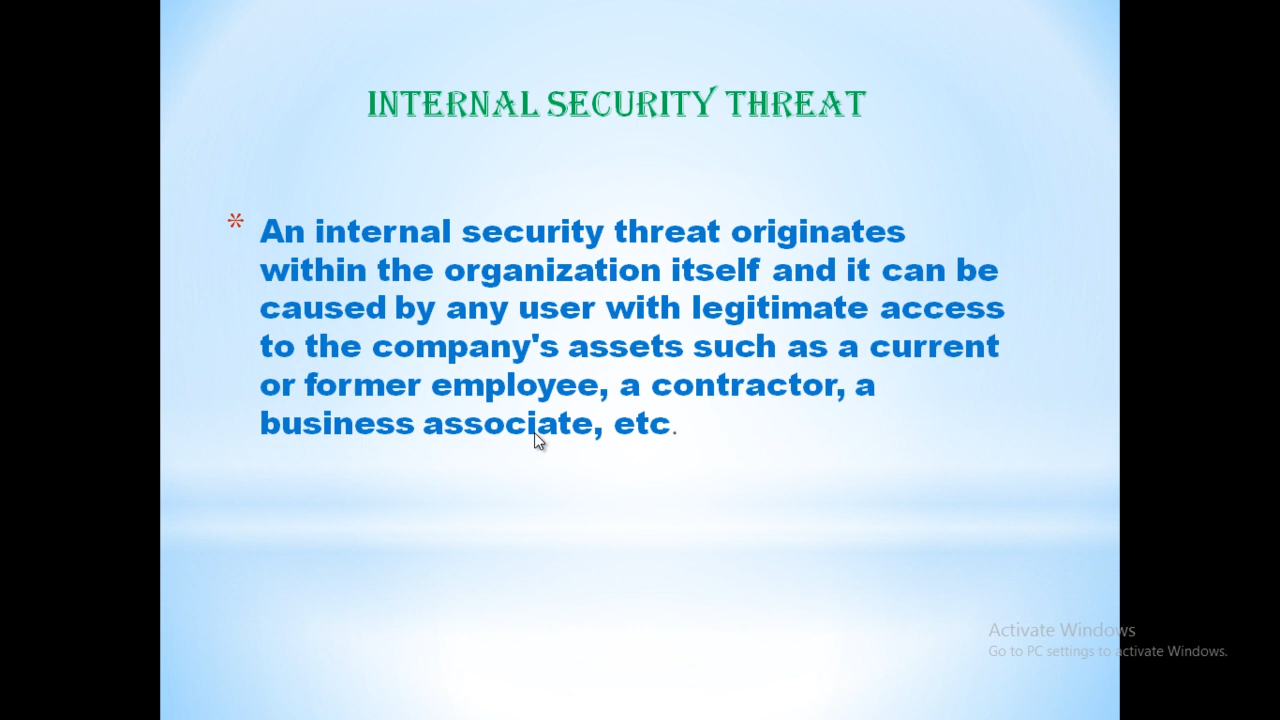 INTERNAL SECURITY THREAT
* An internal security threat originates
within the organization itself and it can be
caused by any user with legitimate access
to the company's assets such as a current
or former employee, a contractor, a
business associate, etc.
Activate Windows
Go to PC settings to activate Windows.